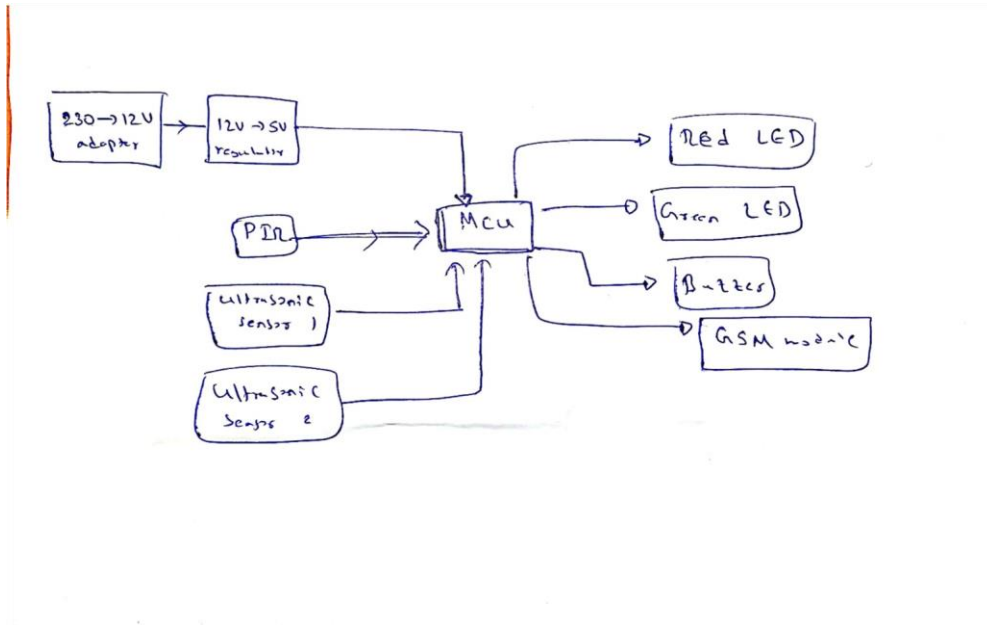 230→12V
adapter
12V→5V
regulator
Red LED
Green LED
MCU
PIR
Buzzer
Ultrasonic
sensor 1
GSM module
Ultrasonic
Sensor 2